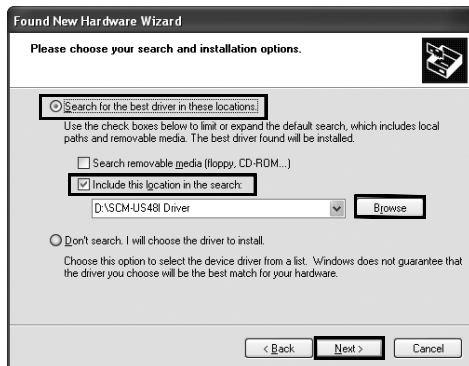 Found New Hardware Wizard
Please choose your search and installation options.
Search for the best driver in these locations.
Use the check boxes below to limit or expand the default search, which includes local
paths and removable media. The best driver found will be installed.
Search removable media (floppy, CD-ROM...)
Include this location in the search:
D:\SCM-US48I Driver
Browse
Don't search. I will choose the driver to install.
Choose this option to select the device driver from a list. Windows does not guarantee that
the driver you choose will be the best match for your hardware.
< Back Next > Cancel